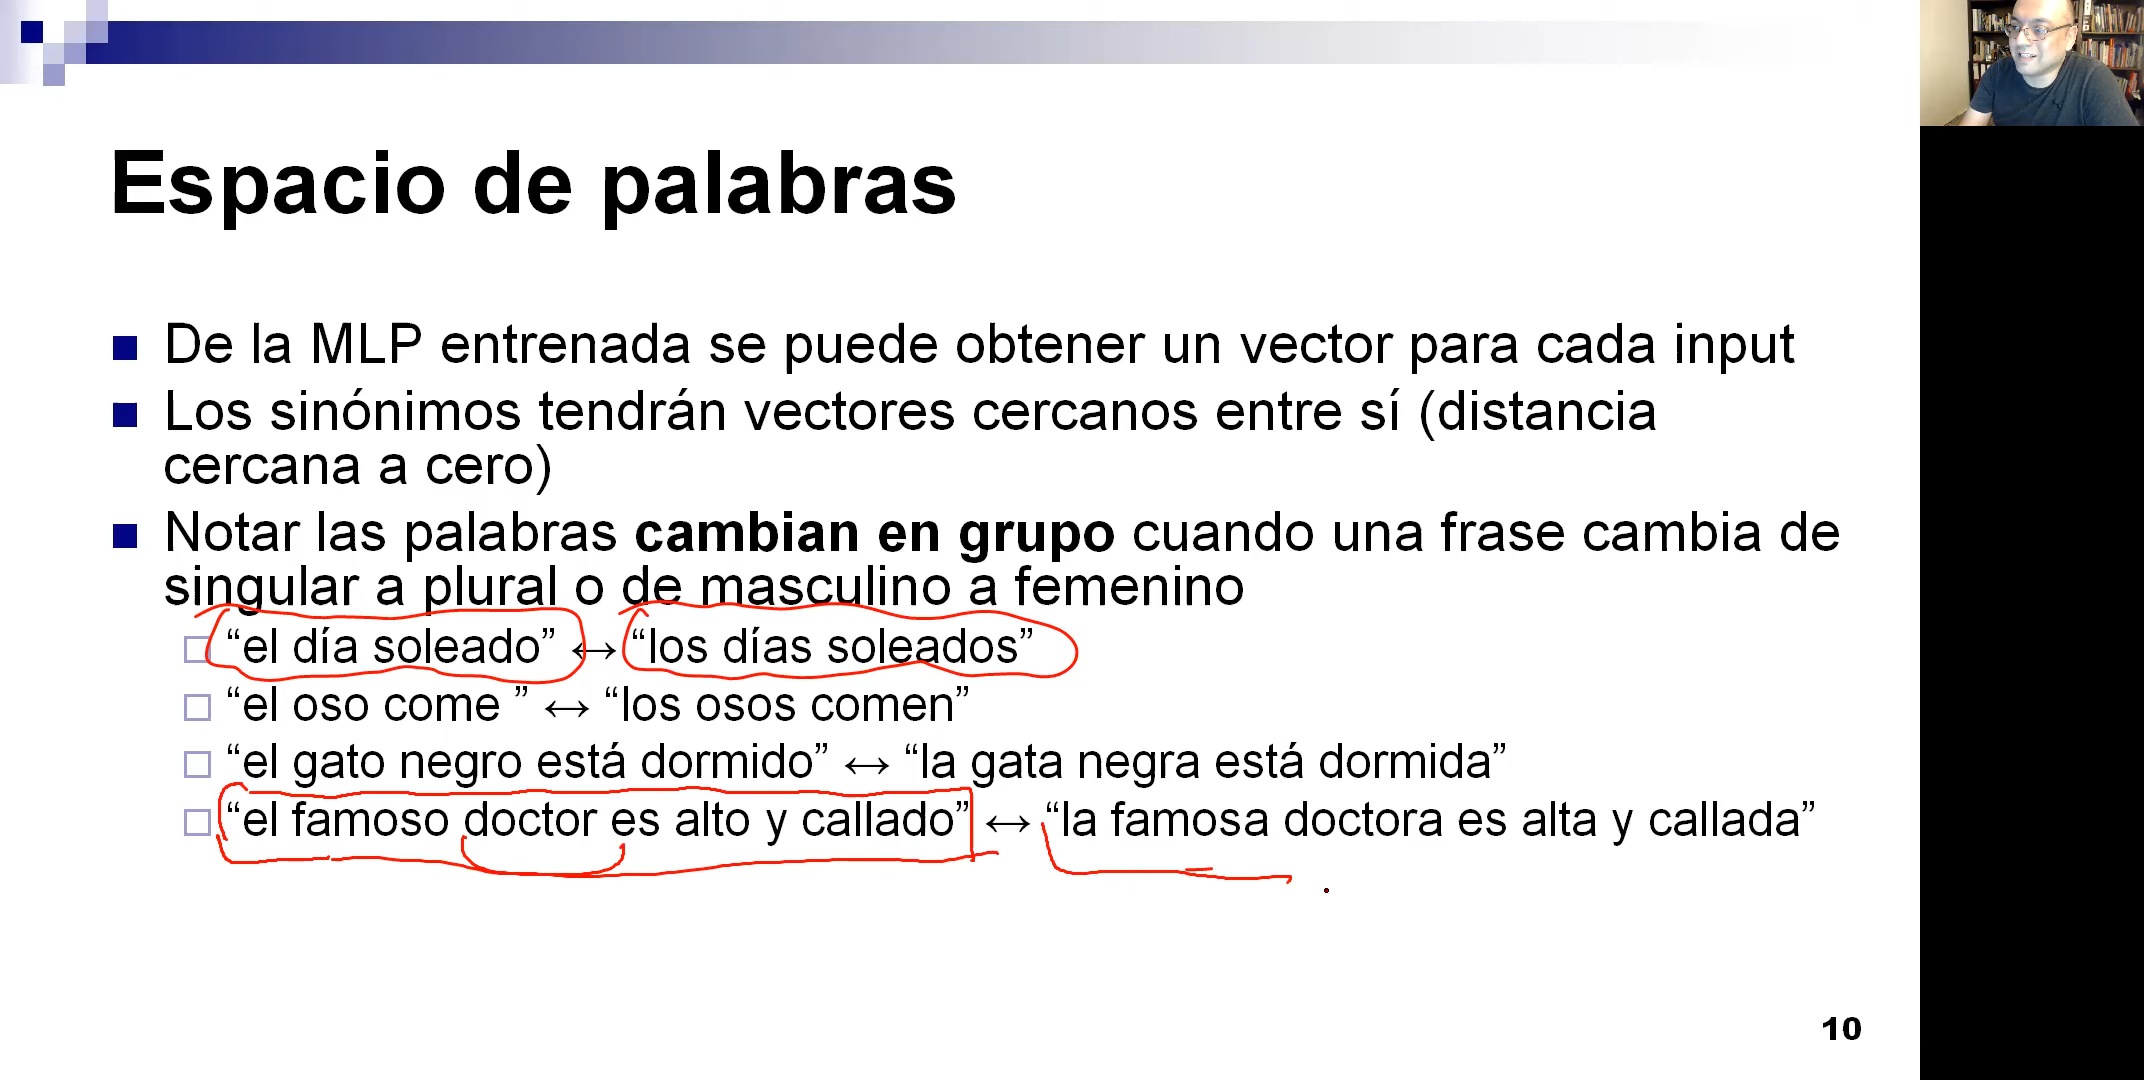 Espacio de palabras
De la MLP entrenada se puede obtener un vector para cada input
Los sinónimos tendrán vectores cercanos entre sí (distancia
cercana a cero)
Notar las palabras cambian en grupo cuando una frase cambia de
singular a plural o de masculino a femenino
“el día soleado” ↔ “los días soleados”
“el oso come ” ↔ “los osos comen”
“el gato negro está dormido” ↔ “la gata negra está dormida”
“el famoso doctor es alto y callado” ↔ “la famosa doctora es alta y callada”
10